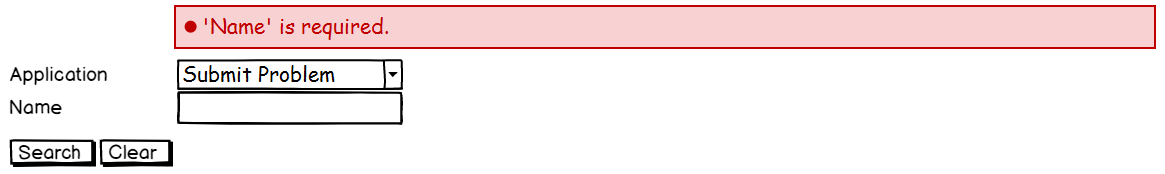 'Name' is required.
Application Submit Problem
Name
Search Clear